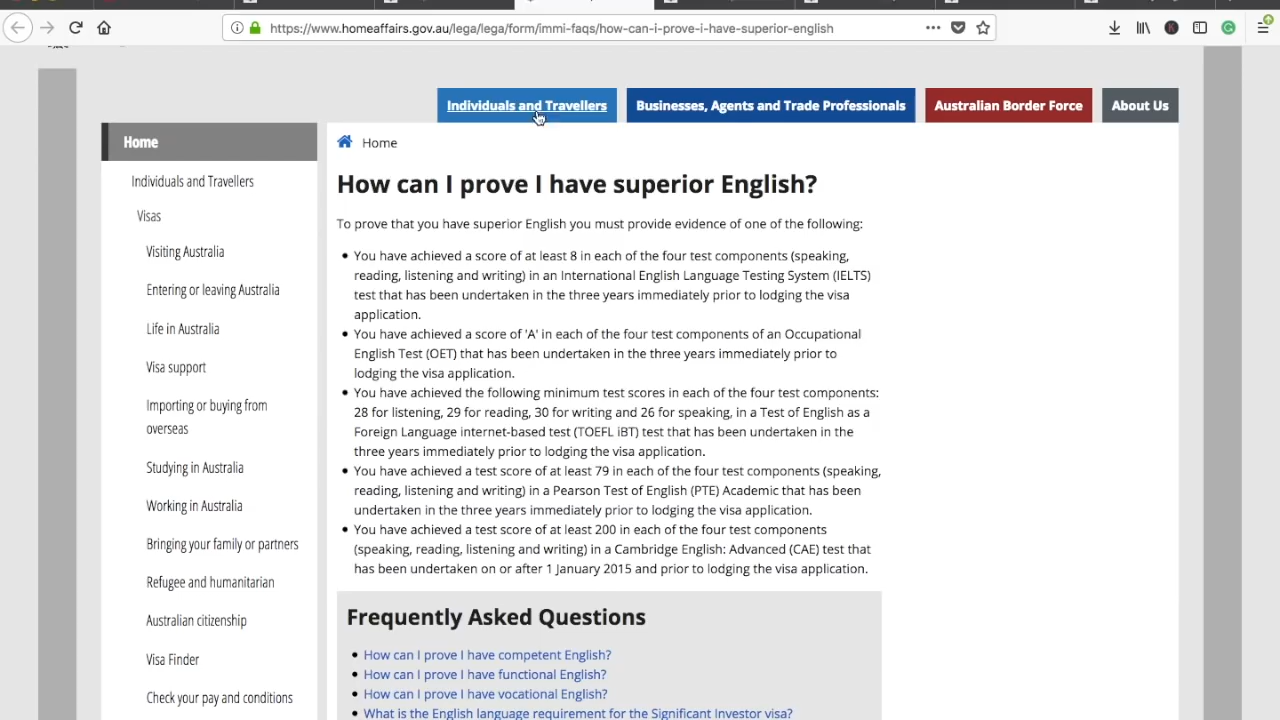 https://www.homeaffairs.gov.au/lega/lega/form/immi-faqs/how-can-i-prove-i-have-superior-english
Individuals and Travellers
Businesses, Agents and Trade Professionals
Australian Border Force
About Us
Home
Individuals and Travellers
Visas
Visiting Australia
Entering or leaving Australia
Life in Australia
Visa support
Importing or buying from
overseas
Studying in Australia
Working in Australia
Bringing your family or partners
Refugee and humanitarian
Australian citizenship
Visa Finder
Check your pay and conditions
Home
How can I prove I have superior English?
To prove that you have superior English you must provide evidence of one of the following:
You have achieved a score of at least 8 in each of the four test components (speaking,
reading, listening and writing) in an International English Language Testing System (IELTS)
test that has been undertaken in the three years immediately prior to lodging the visa
application.
You have achieved a score of 'A' in each of the four test components of an Occupational
English Test (OET) that has been undertaken in the three years immediately prior to
lodging the visa application.
You have achieved the following minimum test scores in each of the four test components:
28 for listening, 29 for reading, 30 for writing and 26 for speaking, in a Test of English as a
Foreign Language internet-based test (TOEFL iBT) test that has been undertaken in the
three years immediately prior to lodging the visa application.
You have achieved a test score of at least 79 in each of the four test components (speaking,
reading, listening and writing) in a Pearson Test of English (PTE) Academic that has been
undertaken in the three years immediately prior to lodging the visa application.
You have achieved a test score of at least 200 in each of the four test components
(speaking, reading, listening and writing) in a Cambridge English: Advanced (CAE) test that
has been undertaken on or after 1 January 2015 and prior to lodging the visa application.
Frequently Asked Questions
How can I prove I have competent English?
How can I prove I have functional English?
How can I prove I have vocational English?
What is the English language requirement for the Significant Investor visa?